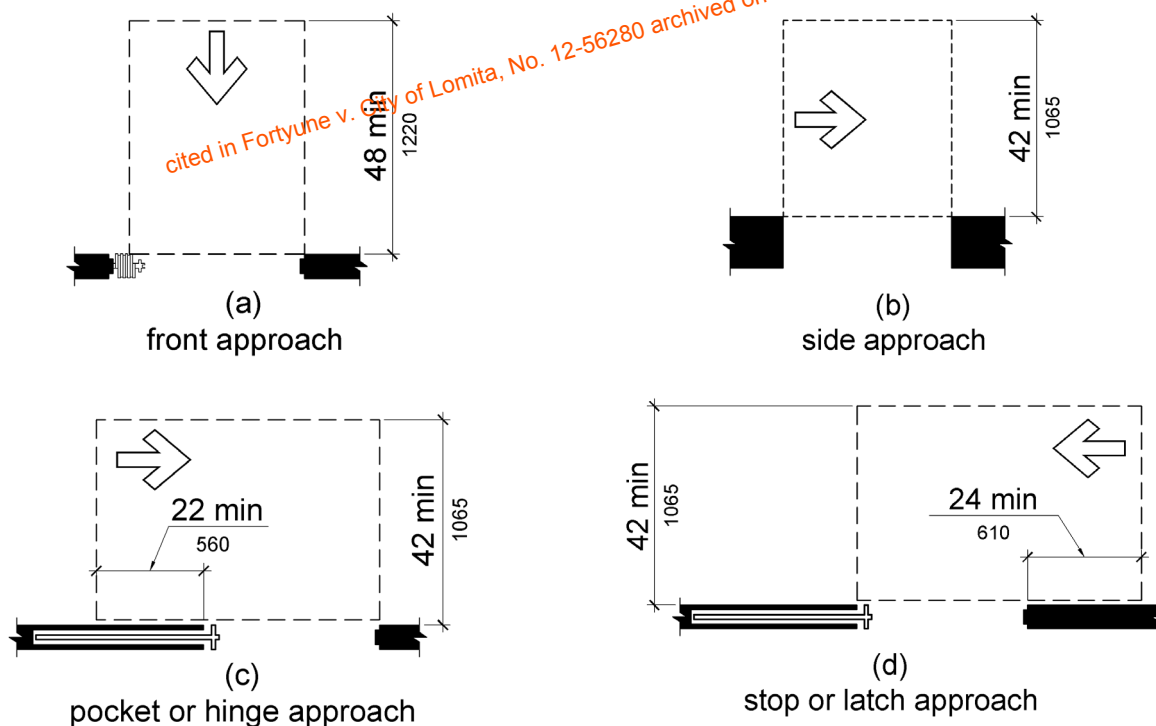 cited in Fortyune v. City of Lomita, No. 12-56280 archived on
48 min
1220
(a)
front approach
42 min
1065
(b)
side approach
22 min
560
42 min
1065
(c)
pocket or hinge approach
42 min
1065
24 min
610
(d)
stop or latch approach